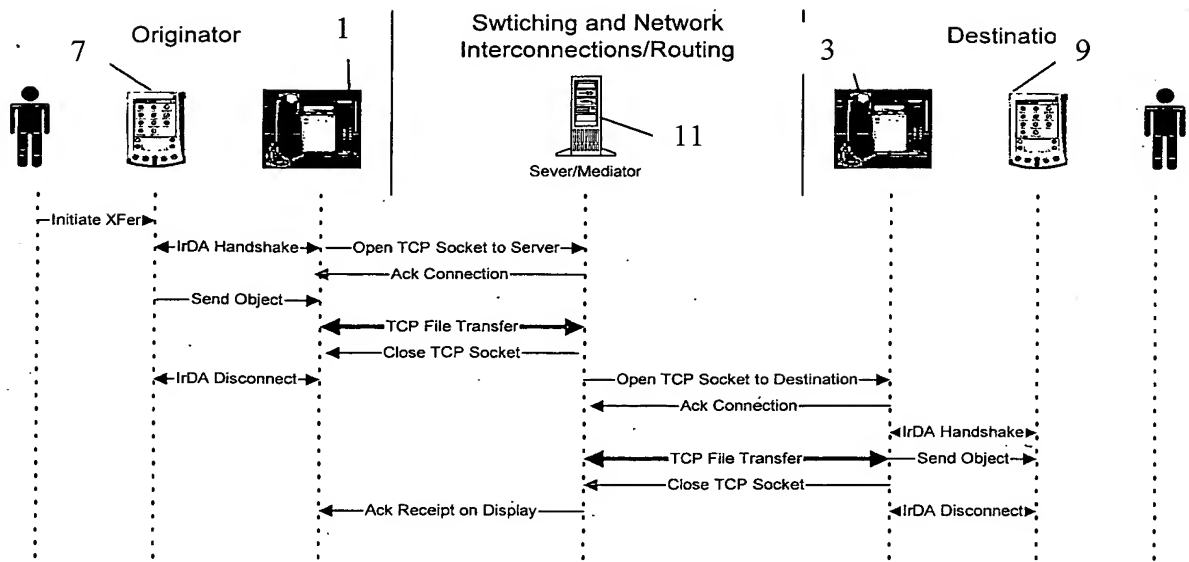 Originator
Swtiching and Network
Interconnections/Routing
Destinatio
7
1
3
9
11
Sever/Mediator
Initiate XFer
IrDA Handshake
Open TCP Socket to Server
Ack Connection
Send Object
TCP File Transfer
Close TCP Socket
IrDA Disconnect
Open TCP Socket to Destination
Ack Connection
IrDA Handshake
TCP File Transfer
Send Object
Close TCP Socket
Ack Receipt on Display
IrDA Disconnect